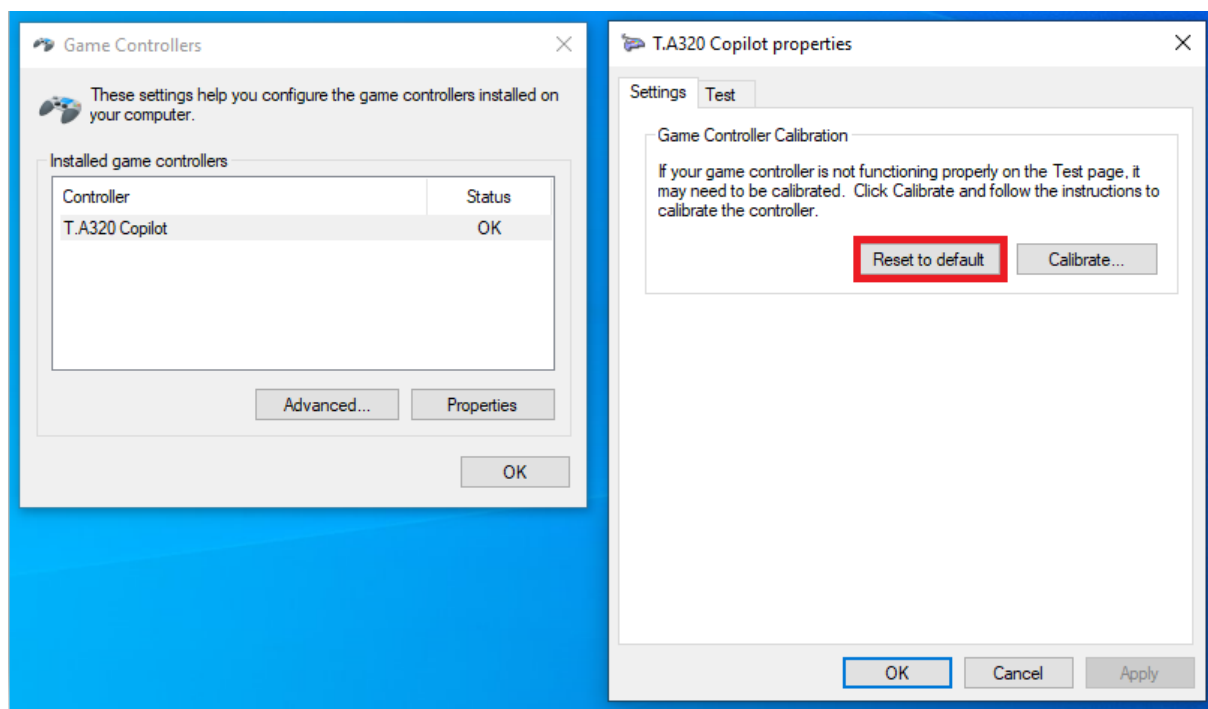 Game Controllers
These settings help you configure the game controllers installed on
your computer.
Installed game controllers
Controller Status
T.A320 Copilot OK
Advanced... Properties
OK
T.A320 Copilot properties
Settings Test
Game Controller Calibration
If your game controller is not functioning properly on the Test page, it
may need to be calibrated. Click Calibrate and follow the instructions to
calibrate the controller.
Reset to default Calibrate...
OK Cancel Apply